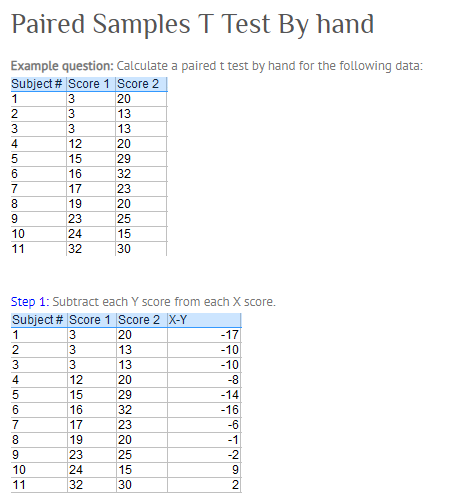 Paired Samples T Test By hand
Example question: Calculate a paired t test by hand for the following data:
Subject # Score 1 Score 2
1 3 20
2 3 13
3 3 13
4 12 20
5 15 29
6 16 32
7 17 23
8 19 20
9 23 25
10 24 15
11 32 30
Step 1: Subtract each Y score from each X score.
Subject # Score 1 Score 2 X-Y
1 3 20 -17
2 3 13 -10
3 3 13 -10
4 12 20 -8
5 15 29 -14
6 16 32 -16
7 17 23 -6
8 19 20 -1
9 23 25 -2
10 24 15 9
11 32 30 2